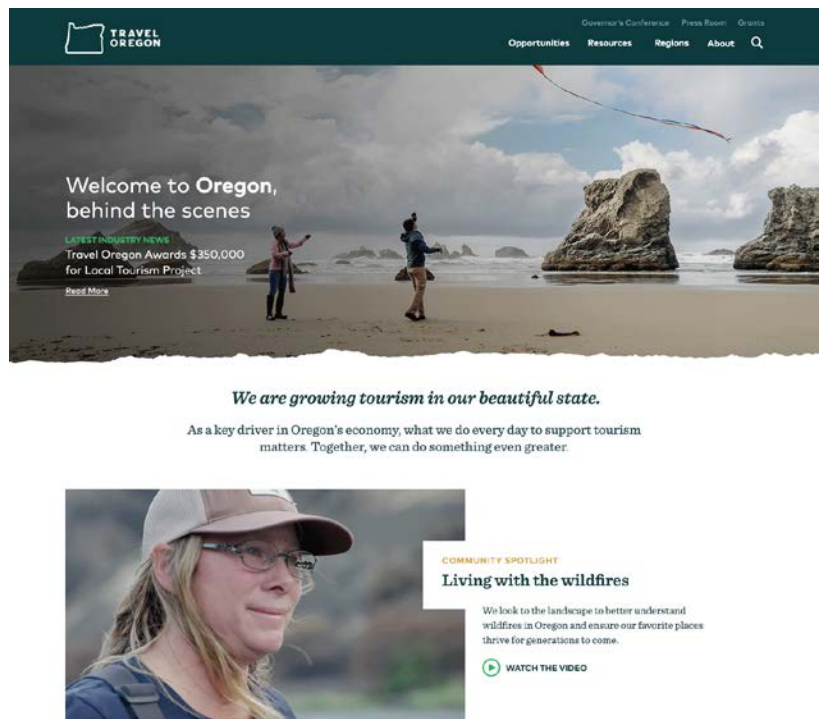 TRAVEL
OREGON
Governor's Conference Press Room Grants
Opportunities Resources Regions About
Welcome to Oregon,
behind the scenes
LATEST INDUSTRY NEWS
Travel Oregon Awards $350,000
for Local Tourism Project
Read More
We are growing tourism in our beautiful state.
As a key driver in Oregon's economy, what we do every day to support tourism
matters. Together, we can do something even greater.
COMMUNITY SPOTLIGHT
Living with the wildfires
We look to the landscape to better understand
wildfires in Oregon and ensure our favorite places
thrive for generations to come.
WATCH THE VIDEO